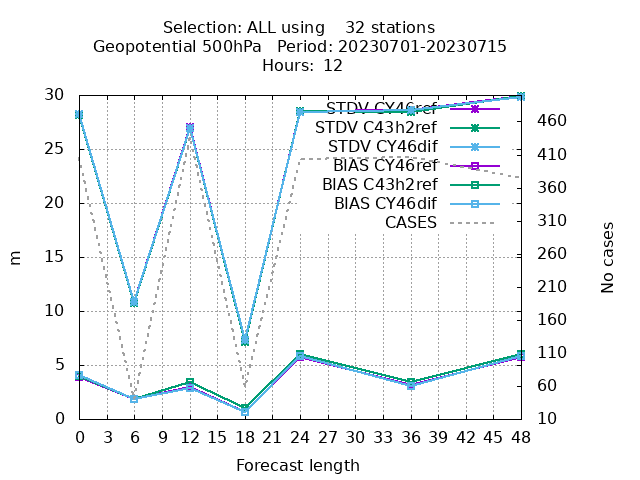 Selection: ALL using    32 stations
Geopotential 500hPa   Period: 20230701-20230715
Hours:  12
30
25
20
15
10
5
0
m
STDV CY46ref
STDV C43h2ref
STDV CY46dif
BIAS CY46ref
BIAS C43h2ref
BIAS CY46dif
CASES
460
410
360
310
260
210
160
110
60
10
No cases
0 3 6 9 12 15 18 21 24 27 30 33 36 39 42 45 48
Forecast length